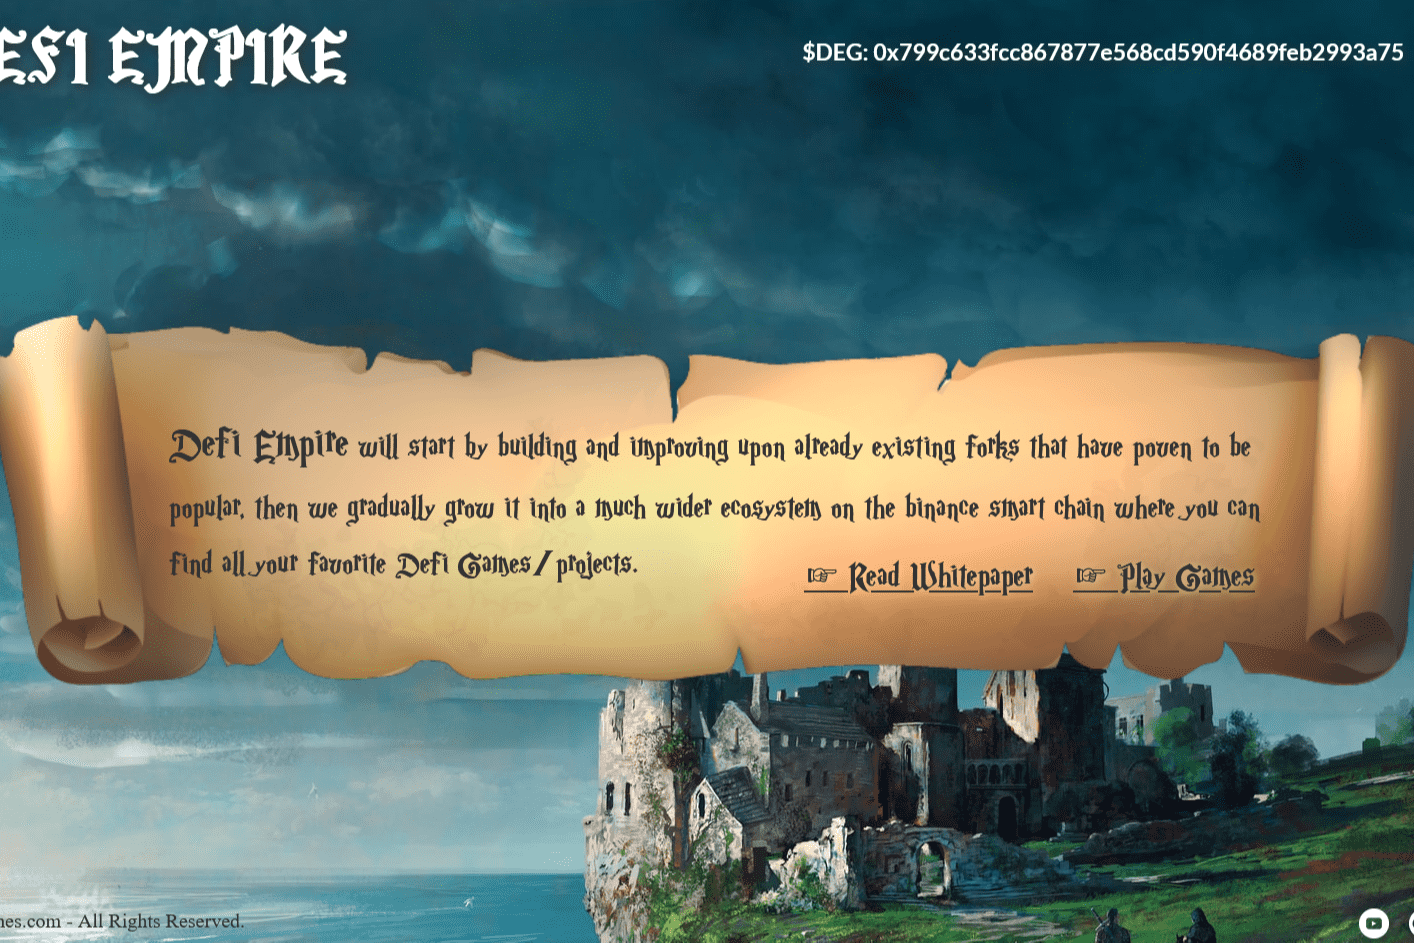 EFI EMPIRE
$DEG: 0x799c633fcc867877e568cd590f4689feb2993a75
Defi Empire will start by building and improving upon already existing forks that have poven to be
popular, then we gradually grow it into a much wider ecosystem on the binance smart chain where you can
find all your favorite Defi Games/projects.
☞ Read Whitepaper ☞ Play Games
nes.com - All Rights Reserved.